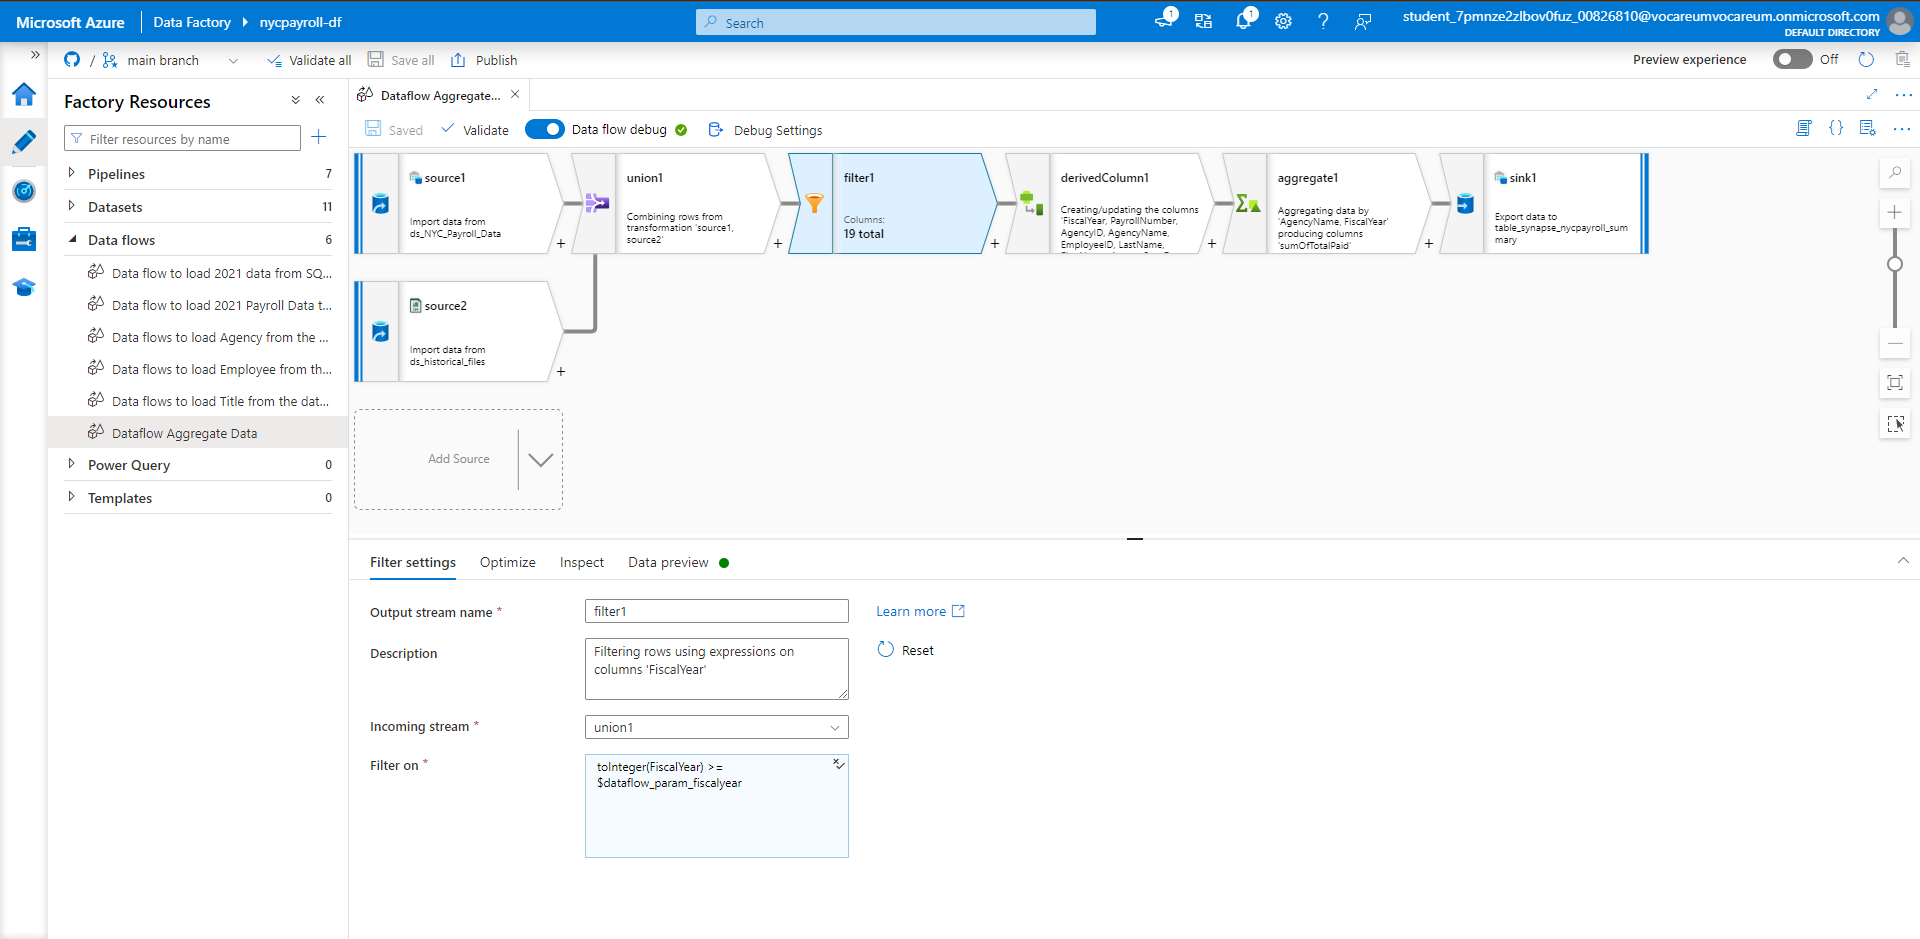 Microsoft Azure
Data Factory
nycpayroll-df
Search
1
1
student_7pmnze2zlbov0fuz_00826810@vocareumvocareum.onmicrosoft.com
DEFAULT DIRECTORY
/ main branch
Validate all
Save all
Publish
Preview experience
Off
Factory Resources
Filter resources by name
Pipelines 7
Datasets 11
Data flows 6
Data flow to load 2021 data from SQ...
Data flow to load 2021 Payroll Data t...
Data flows to load Agency from the ...
Data flows to load Employee from th...
Data flows to load Title from the dat...
Dataflow Aggregate Data
Power Query 0
Templates 0
Dataflow Aggregate...
Saved
Validate
Data flow debug
Debug Settings
source1
Import data from
ds_NYC_Payroll_Data
union1
Combining rows from
transformation 'source1,
source2'
filter1
Columns:
19 total
derivedColumn1
Creating/updating the columns
'FiscalYear, PayrollNumber,
AgencyID, AgencyName,
EmployeeID, LastName,
aggregate1
Aggregating data by
'AgencyName, FiscalYear'
producing columns
'sumOfTotalPaid'
sink1
Export data to
table_synapse_nycpayroll_sum
mary
source2
Import data from
ds_historical_files
Add Source
Filter settings
Optimize
Inspect
Data preview
Output stream name *
filter1
Learn more
Description
Filtering rows using expressions on
columns 'FiscalYear'
Reset
Incoming stream *
union1
Filter on *
toInteger(FiscalYear) >=
$dataflow_param_fiscalyear